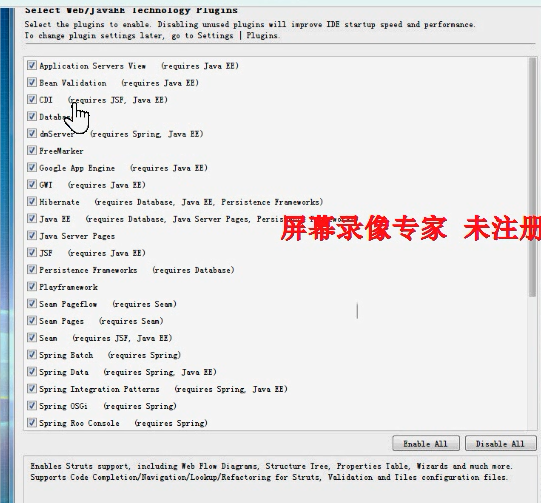 Select Web/JavaEE Technology Plugins
Select the plugins to enable. Disabling unused plugins will improve IDE startup speed and performance.
To change plugin settings later, go to Settings | Plugins.
Application Servers View (requires Java EE)
Bean Validation (requires Java EE)
CDI (requires JSF, Java EE)
dmServer (requires Spring, Java EE)
FreeMarker
Google App Engine (requires Java EE)
GWT (requires Java EE)
Hibernate (requires Database, Java EE, Persistence Frameworks)
Java EE (requires Database, Java Server Pages,
屏幕录像专家 未注册
Java Server Pages
JSF (requires Java EE)
Persistence Frameworks (requires Database)
Playframework
Seam Pageflow (requires Seam)
Seam Pages (requires Seam)
Seam (requires JSF, Java EE)
Spring Batch (requires Spring)
Spring Data (requires Spring, Java EE)
Spring Integration Patterns (requires Spring, Java EE)
Spring OSGi (requires Spring)
Spring Roo Console (requires Spring)
Enable All Disable All
Enables Struts support, including Web Flow Diagrams, Structure Tree, Properties Table, Wizards and much more.
Supports Code Completion/Navigation/Lookup/Refactoring for Struts, Validation and Tiles configuration files.